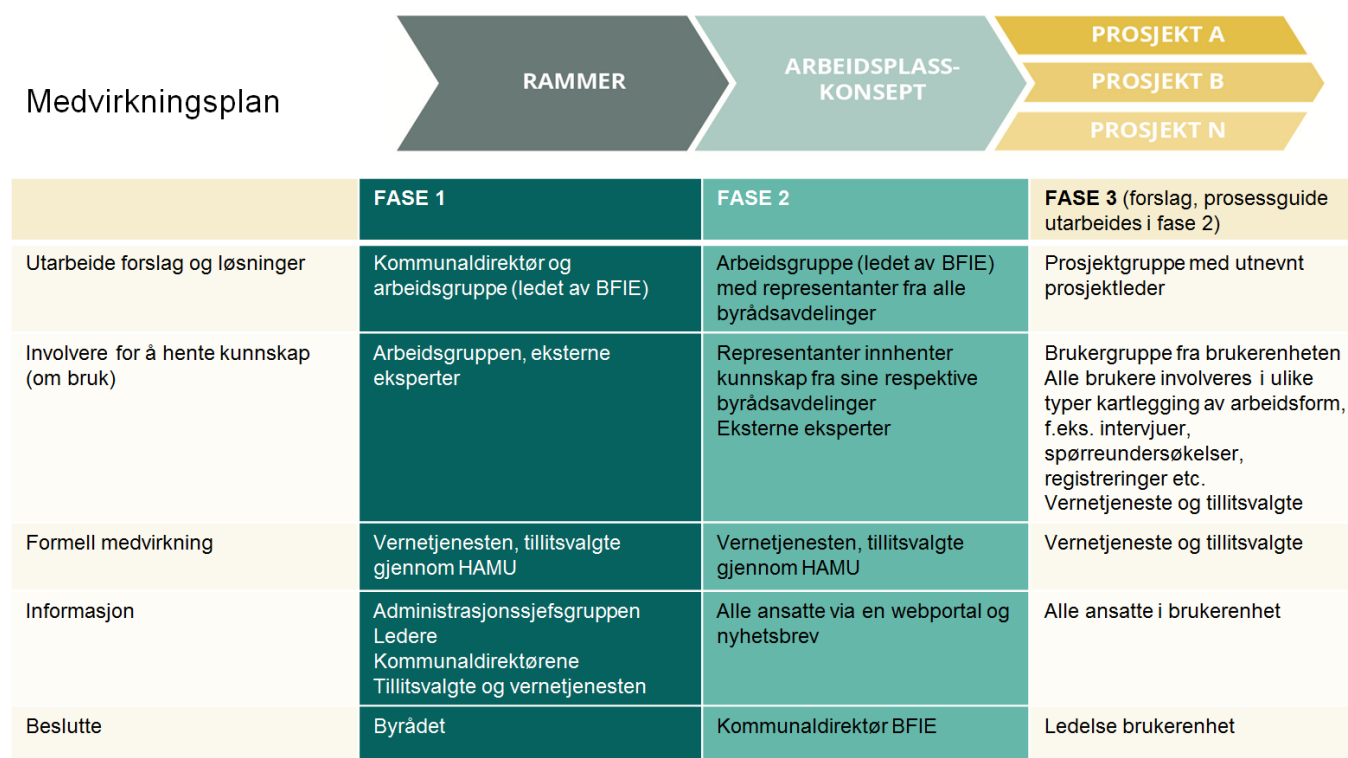 Medvirkningsplan
RAMMER
ARBEIDSPLASS-
KONSEPT
PROSJEKT A
PROSJEKT B
PROSJEKT N
FASE 1
FASE 2
FASE 3 (forslag, prosessguide
utarbeides i fase 2)
Utarbeide forslag og løsninger
Kommunaldirektør og
arbeidsgruppe (ledet av BFIE)
Arbeidsgruppe (ledet av BFIE)
med representanter fra alle
byrådsavdelinger
Prosjektgruppe med utnevnt
prosjektleder
Involvere for å hente kunnskap
(om bruk)
Arbeidsgruppen, eksterne
eksperter
Representanter innhenter
kunnskap fra sine respektive
byrådsavdelinger
Eksterne eksperter
Brukergruppe fra brukerenheten
Alle brukere involveres i ulike
typer kartlegging av arbeidsform,
f.eks. intervjuer,
spørreundersøkelser,
registreringer etc.
Vernetjeneste og tillitsvalgte
Formell medvirkning
Vernetjenesten, tillitsvalgte
gjennom HAMU
Vernetjenesten, tillitsvalgte
gjennom HAMU
Vernetjeneste og tillitsvalgte
Informasjon
Administrasjonssjefsgruppen
Ledere
Kommunaldirektørene
Tillitsvalgte og vernetjenesten
Alle ansatte via en webportal og
nyhetsbrev
Alle ansatte i brukerenhet
Beslutte
Byrådet
Kommunaldirektør BFIE
Ledelse brukerenhet